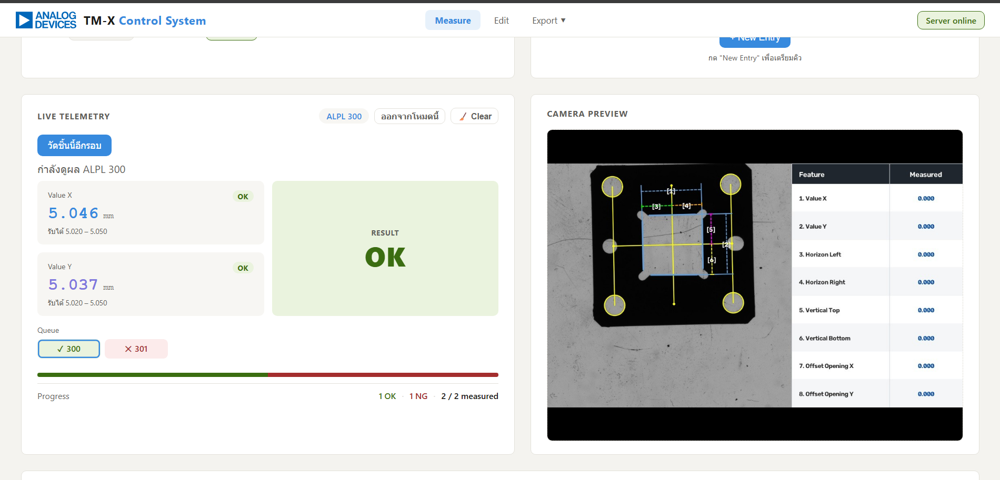 ANALOG
DEVICES
TM-X Control System
Measure
Edit
Export ▼
Server online
+ New Entry
กด "New Entry" เพื่อเตรียมคิว
LIVE TELEMETRY
ALPL 300
ออกจากโหมดนี้
Clear
วัดชิ้นนี้อีกรอบ
กำลังดูผล ALPL 300
Value X
OK
5.046 mm
รับได้ 5.020 – 5.050
Value Y
OK
5.037 mm
รับได้ 5.020 – 5.050
RESULT
OK
Queue
✓ 300
✕ 301
Progress
1 OK · 1 NG · 2 / 2 measured
CAMERA PREVIEW
[1]
[3]
[4]
[5]
[2]
[6]
Feature
Measured
1. Value X
0.000
2. Value Y
0.000
3. Horizon Left
0.000
4. Horizon Right
0.000
5. Vertical Top
0.000
6. Vertical Bottom
0.000
7. Offset Opening X
0.000
8. Offset Opening Y
0.000